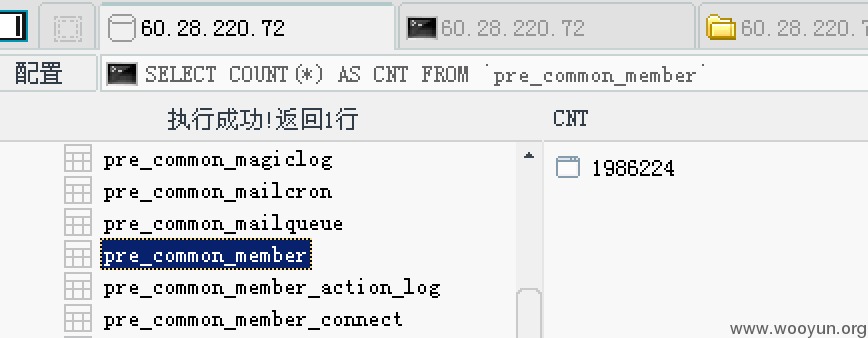 60.28.220.72 60.28.220.72 60.28.220.7
配置 SELECT COUNT(*) AS CNT FROM `pre_common_member`
执行成功!返回1行 CNT
pre_common_magiclog
1986224
pre_common_mailcron
pre_common_mailqueue
pre_common_member
pre_common_member_action_log
pre_common_member_connect
www.wooyun.org